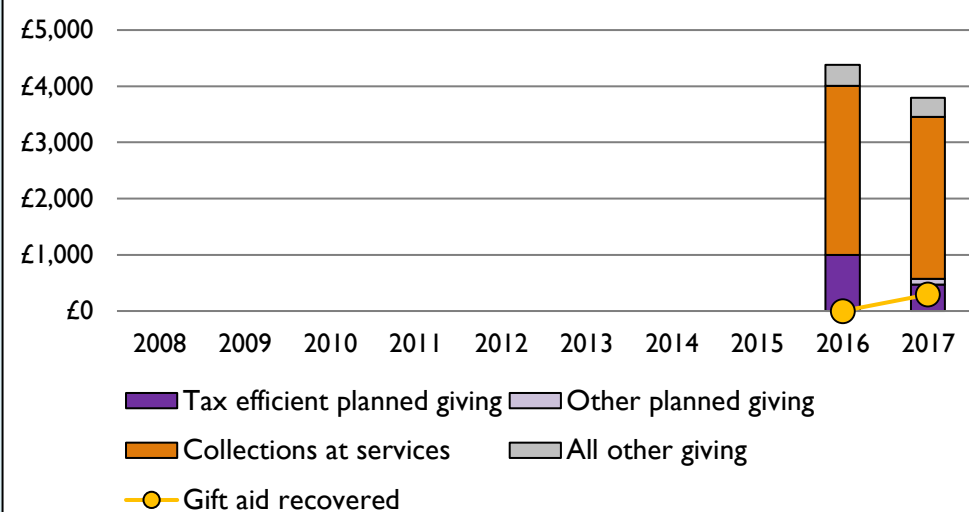 £5,000
£4,000
£3,000
£2,000
£1,000
£0
2008 2009 2010 2011 2012 2013 2014 2015 2016 2017
Tax efficient planned giving Other planned giving
Collections at services All other giving
Gift aid recovered